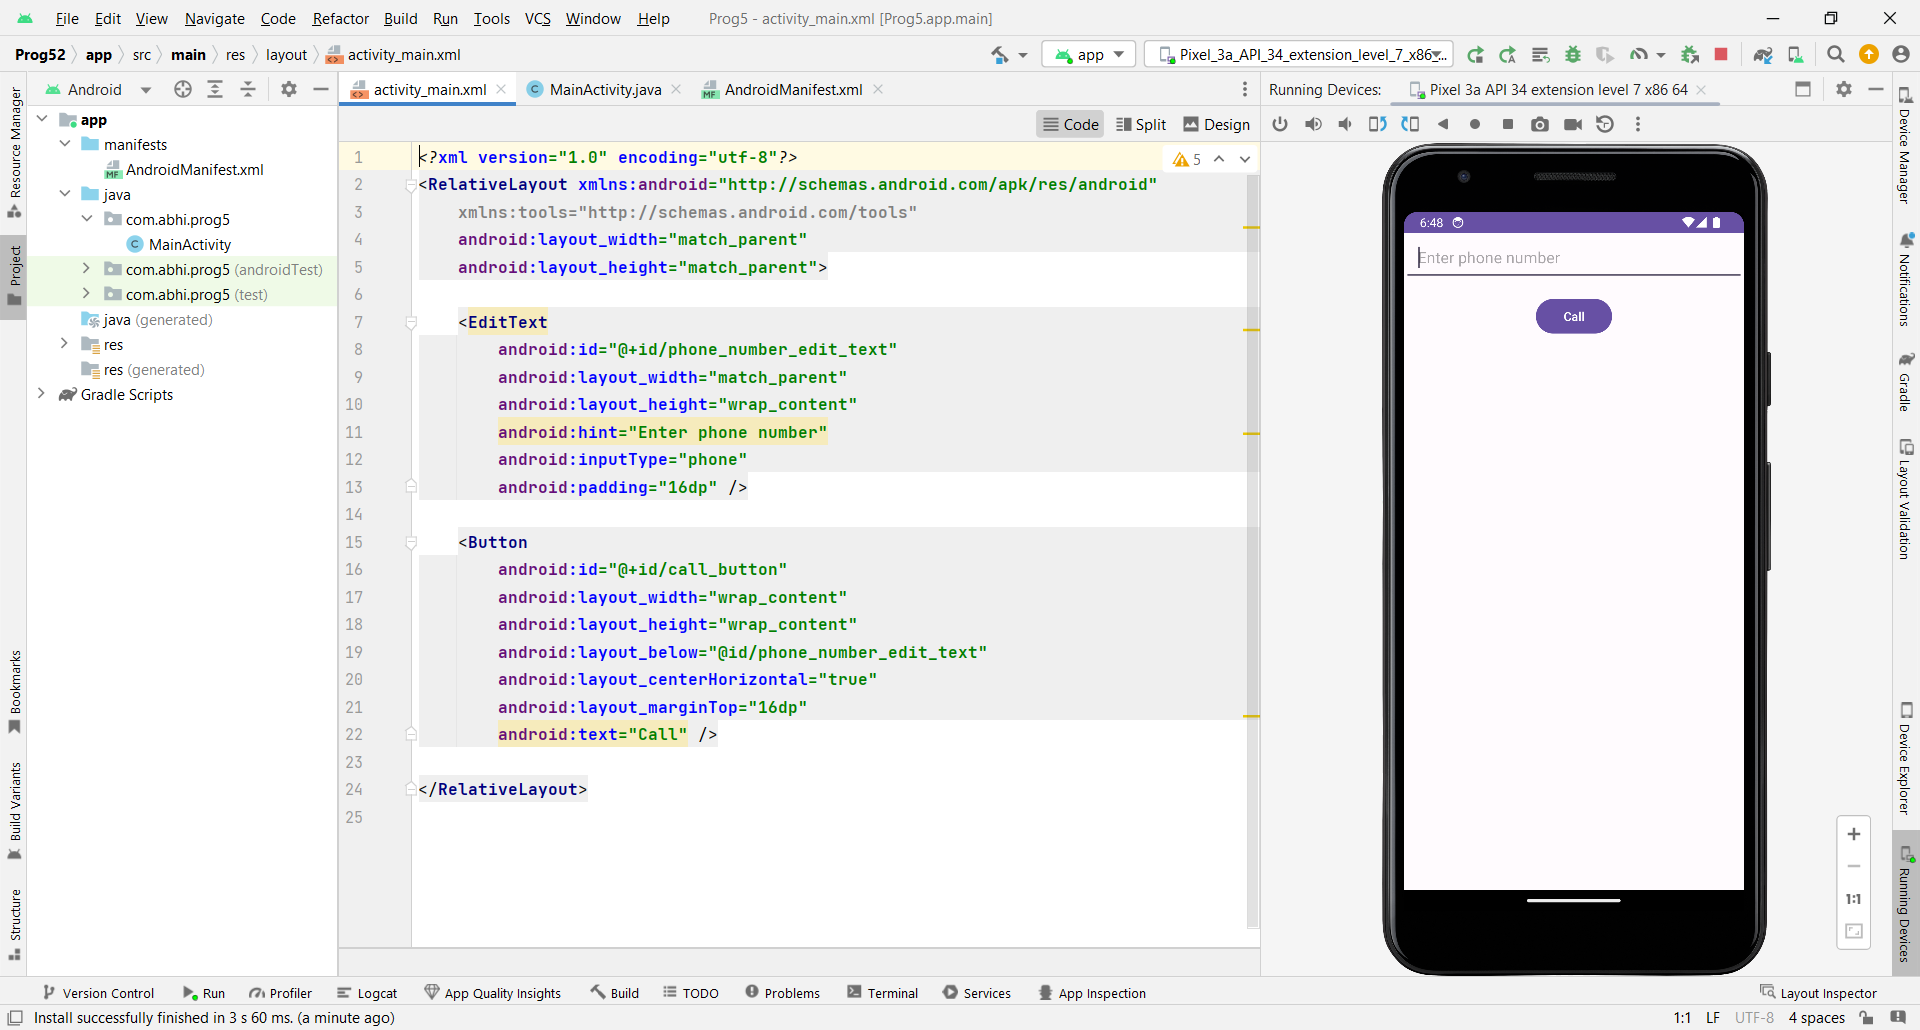 File Edit View Navigate Code Refactor Build Run Tools VCS Window Help Prog5 - activity_main.xml [Prog5.app.main]
Prog52 app src main res layout activity_main.xml app Pixel_3a_API_34_extension_level_7_x86_...
Android activity_main.xml MainActivity.java AndroidManifest.xml Running Devices: Pixel 3a API 34 extension level 7 x86 64
Code Split Design
Resource Manager
Project
Bookmarks
Build Variants
Structure
app
manifests
AndroidManifest.xml
java
com.abhi.prog5
MainActivity
com.abhi.prog5 (androidTest)
com.abhi.prog5 (test)
java (generated)
res
res (generated)
Gradle Scripts
5
1 <?xml version="1.0" encoding="utf-8"?>
2 <RelativeLayout xmlns:android="http://schemas.android.com/apk/res/android"
3 xmlns:tools="http://schemas.android.com/tools"
4 android:layout_width="match_parent"
5 android:layout_height="match_parent">
6
7 <EditText
8 android:id="@+id/phone_number_edit_text"
9 android:layout_width="match_parent"
10 android:layout_height="wrap_content"
11 android:hint="Enter phone number"
12 android:inputType="phone"
13 android:padding="16dp" />
14
15 <Button
16 android:id="@+id/call_button"
17 android:layout_width="wrap_content"
18 android:layout_height="wrap_content"
19 android:layout_below="@id/phone_number_edit_text"
20 android:layout_centerHorizontal="true"
21 android:layout_marginTop="16dp"
22 android:text="Call" />
23
24 </RelativeLayout>
25
6:48
Enter phone number
Call
1:1
Device Manager
Notifications
Gradle
Layout Validation
Device Explorer
Running Devices
Version Control Run Profiler Logcat App Quality Insights Build TODO Problems Terminal Services App Inspection Layout Inspector
Install successfully finished in 3 s 60 ms. (a minute ago) 1:1 LF UTF-8 4 spaces